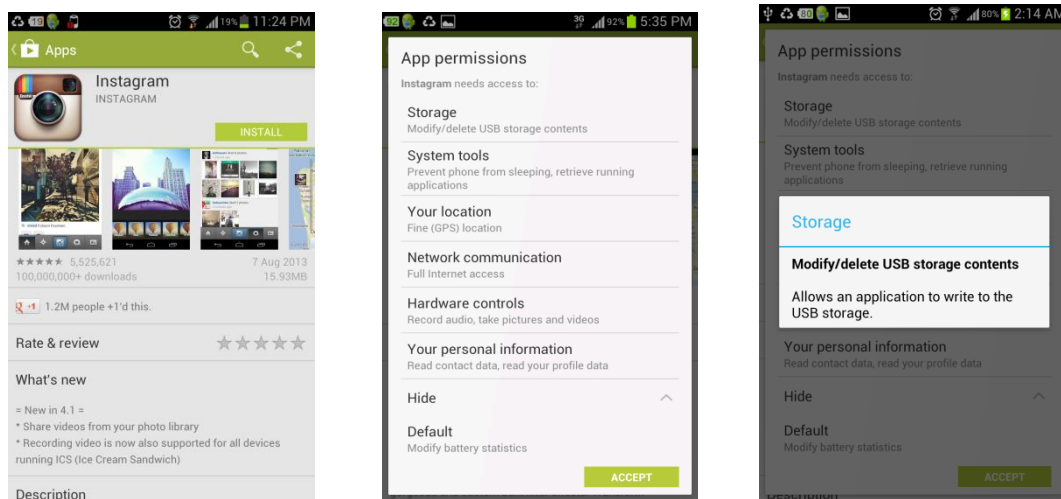 19% 11:24 PM
Apps
Instagram
INSTAGRAM
INSTALL
★★★★★ 5,525,621
7 Aug 2013
100,000,000+ downloads
15.93MB
+1 1.2M people +1'd this.
Rate & review
What's new
= New in 4.1 =
* Share videos from your photo library
* Recording video is now also supported for all devices
running ICS (Ice Cream Sandwich)
Description
92 3G 92% 5:35 PM
App permissions
Instagram needs access to:
Storage
Modify/delete USB storage contents
System tools
Prevent phone from sleeping, retrieve running
applications
Your location
Fine (GPS) location
Network communication
Full Internet access
Hardware controls
Record audio, take pictures and videos
Your personal information
Read contact data, read your profile data
Hide
Default
Modify battery statistics
ACCEPT
80 80% 2:14 AM
App permissions
Instagram needs access to:
Storage
Modify/delete USB storage contents
System tools
Prevent phone from sleeping, retrieve running
applications
Storage
Modify/delete USB storage contents
Allows an application to write to the
USB storage.
Your personal information
Read contact data, read your profile data
Hide
Default
Modify battery statistics
ACCEPT
Description